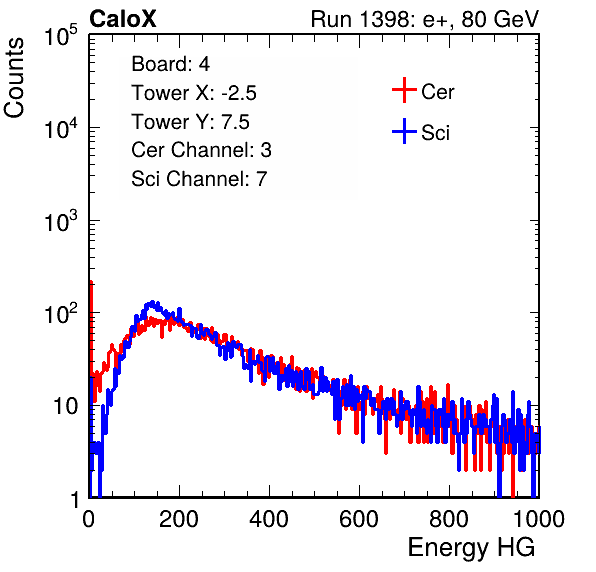 CaloX Run 1398: e+, 80 GeV
Counts
10^5
10^4
10^3
10^2
10
1
Board: 4
Tower X: -2.5
Tower Y: 7.5
Cer Channel: 3
Sci Channel: 7
Cer
Sci
0 200 400 600 800 1000
Energy HG